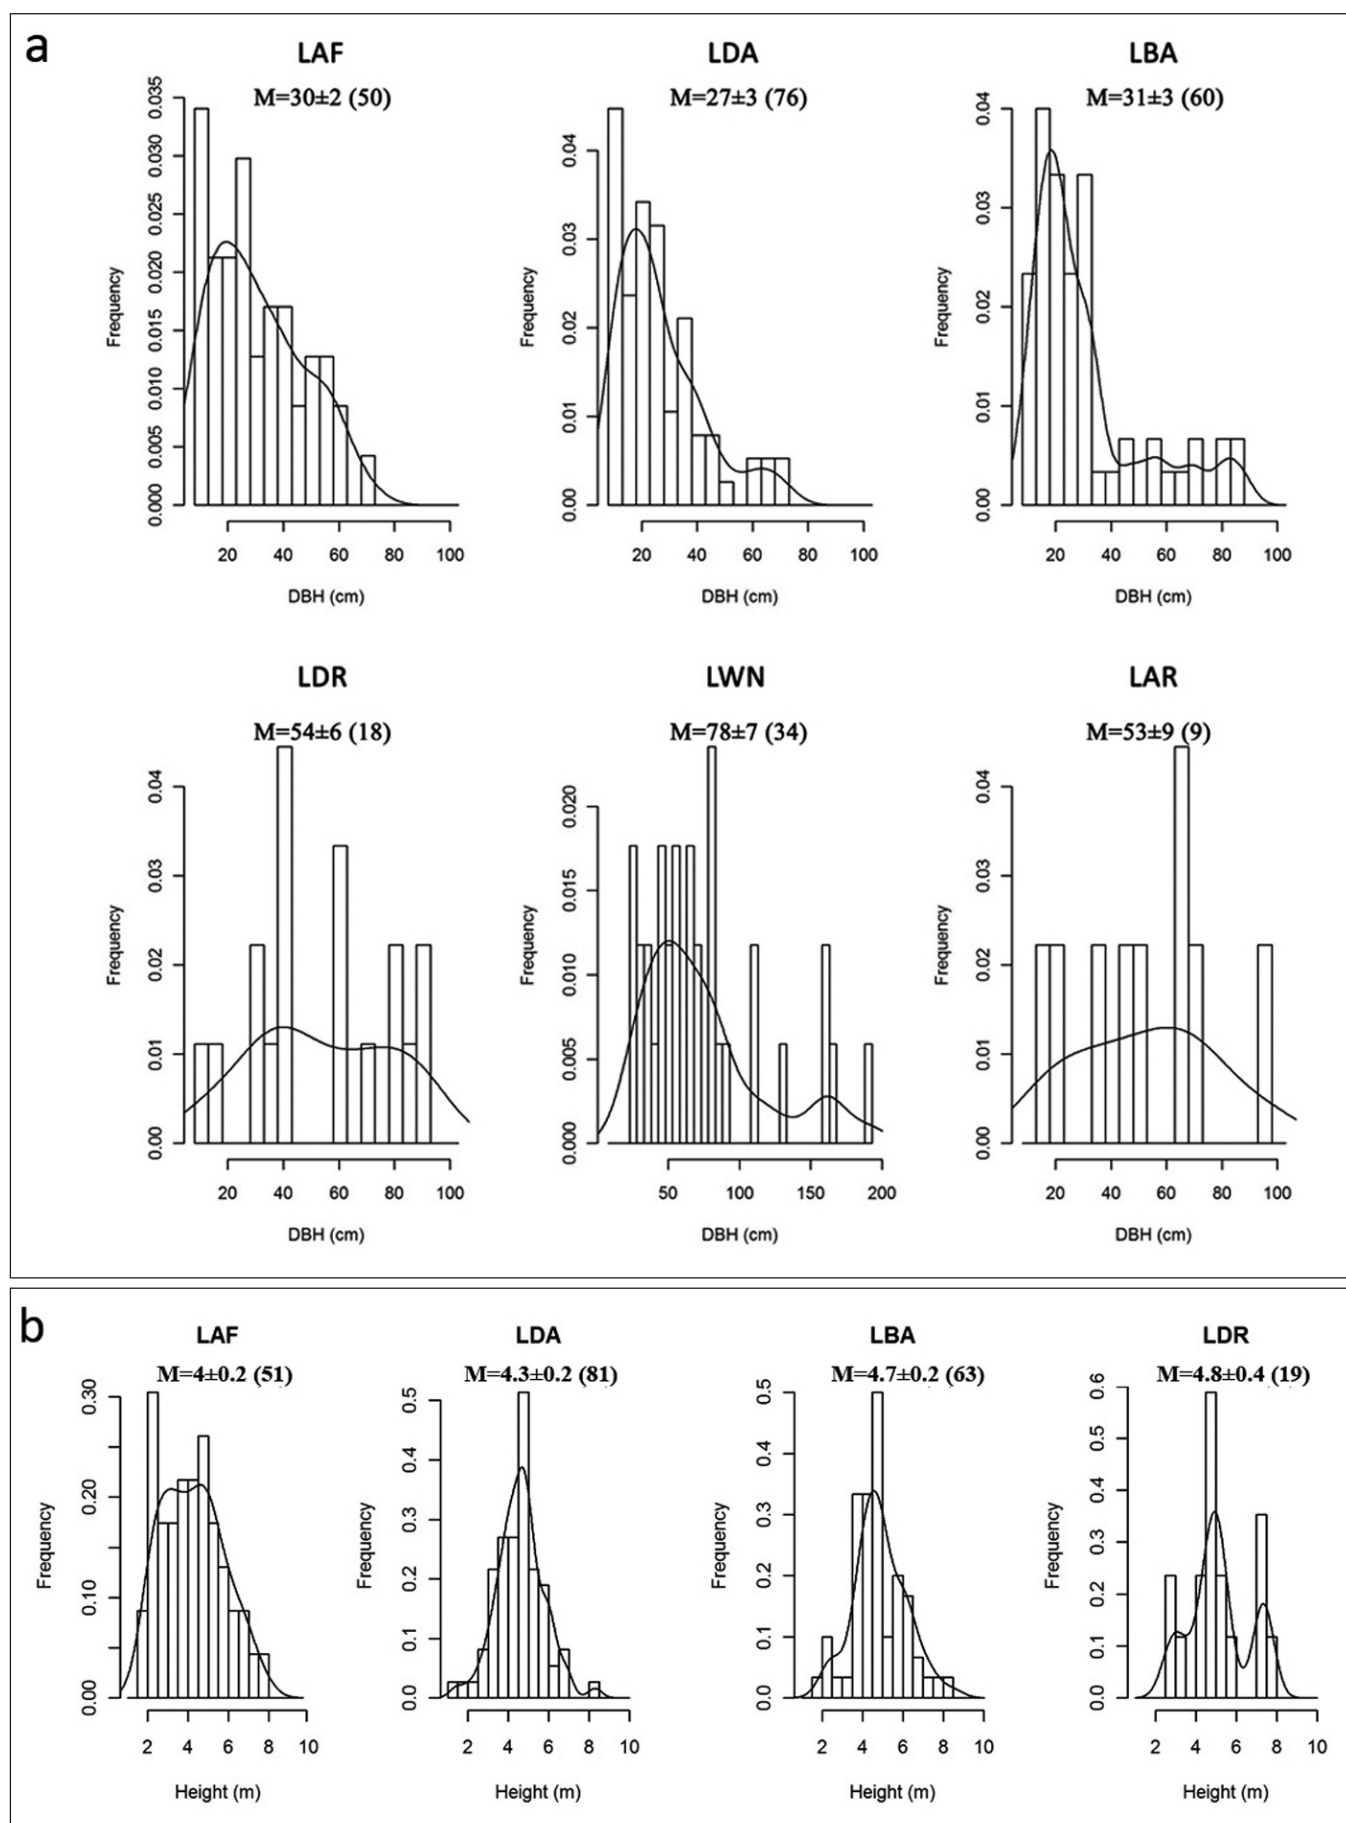 a
LAF
M=30±2 (50)
Frequency
0.035
0.030
0.025
0.020
0.015
0.010
0.005
0.000
20 40 60 80 100
DBH (cm)
LDA
M=27±3 (76)
Frequency
0.04
0.03
0.02
0.01
0.00
20 40 60 80 100
DBH (cm)
LBA
M=31±3 (60)
Frequency
0.04
0.03
0.02
0.01
0.00
20 40 60 80 100
DBH (cm)
LDR
M=54±6 (18)
Frequency
0.04
0.03
0.02
0.01
0.00
20 40 60 80 100
DBH (cm)
LWN
M=78±7 (34)
Frequency
0.020
0.015
0.010
0.005
0.000
50 100 150 200
DBH (cm)
LAR
M=53±9 (9)
Frequency
0.04
0.03
0.02
0.01
0.00
20 40 60 80 100
DBH (cm)
b
LAF
M=4±0.2 (51)
Frequency
0.30
0.20
0.10
0.00
2 4 6 8 10
Height (m)
LDA
M=4.3±0.2 (81)
Frequency
0.5
0.4
0.3
0.2
0.1
0.0
2 4 6 8 10
Height (m)
LBA
M=4.7±0.2 (63)
Frequency
0.5
0.4
0.3
0.2
0.1
0.0
2 4 6 8 10
Height (m)
LDR
M=4.8±0.4 (19)
Frequency
0.6
0.5
0.4
0.3
0.2
0.1
0.0
2 4 6 8 10
Height (m)